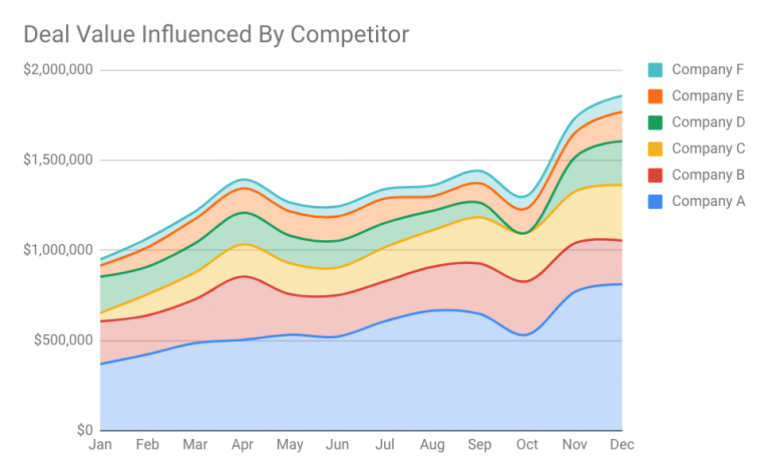 Deal Value Influenced By Competitor
$2,000,000
$1,500,000
$1,000,000
$500,000
$0
Jan Feb Mar Apr May Jun Jul Aug Sep Oct Nov Dec
Company F
Company E
Company D
Company C
Company B
Company A